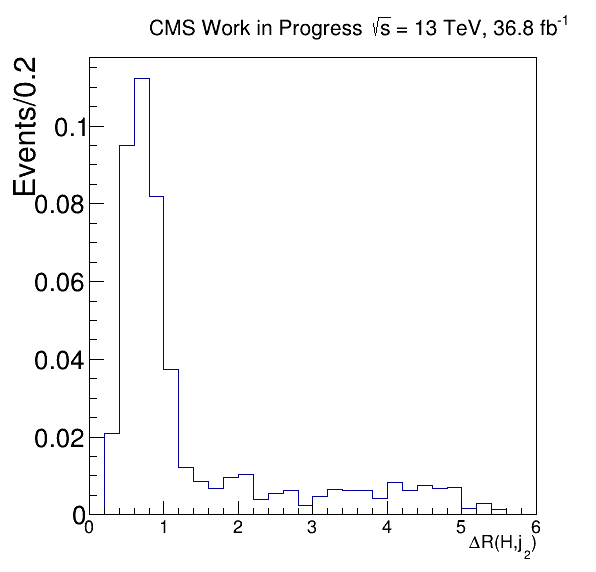 CMS Work in Progress √s = 13 TeV, 36.8 fb⁻¹
Events/0.2
0.1
0.08
0.06
0.04
0.02
0
0 1 2 3 4 5 6
ΔR(H,j₂)